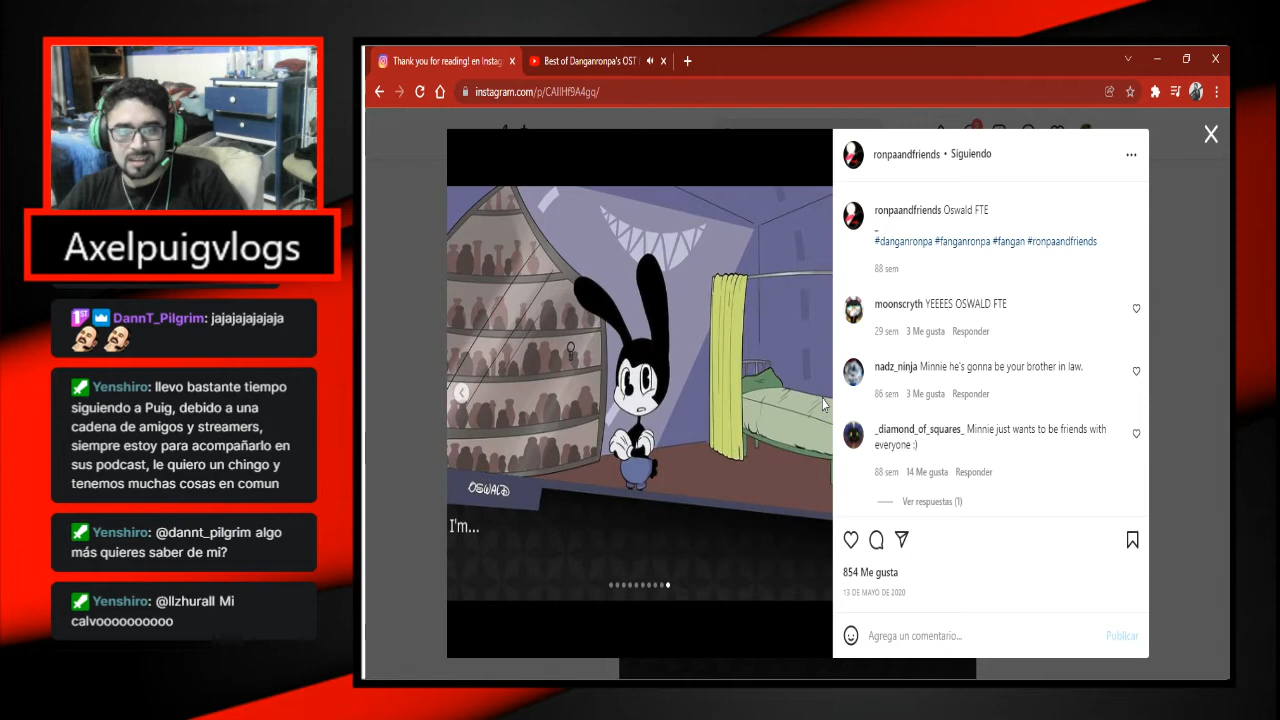 Axelpuigvlogs
1ST DannT_Pilgrim: jajajajajajaja
Yenshiro: llevo bastante tiempo
siguiendo a Puig, debido a una
cadena de amigos y streamers,
siempre estoy para acompañarlo en
sus podcast, le quiero un chingo y
tenemos muchas cosas en comun
Yenshiro: @dannt_pilgrim algo
más quieres saber de mi?
Yenshiro: @llzhurall Mi
calvoooooooooo
Thank you for reading! en Instag
Best of Danganronpa's OST
instagram.com/p/CAIIHf9A4gq/
OSWALD
I'm...
ronpaandfriends • Siguiendo
ronpaandfriends Oswald FTE
_
#danganronpa #fanganronpa #fangan #ronpaandfriends
88 sem
moonscryth YEEEES OSWALD FTE
29 sem 3 Me gusta Responder
nadz_ninja Minnie he's gonna be your brother in law.
86 sem 3 Me gusta Responder
_diamond_of_squares_ Minnie just wants to be friends with
everyone :)
88 sem 14 Me gusta Responder
Ver respuestas (1)
854 Me gusta
13 DE MAYO DE 2020
Agrega un comentario...
Publicar